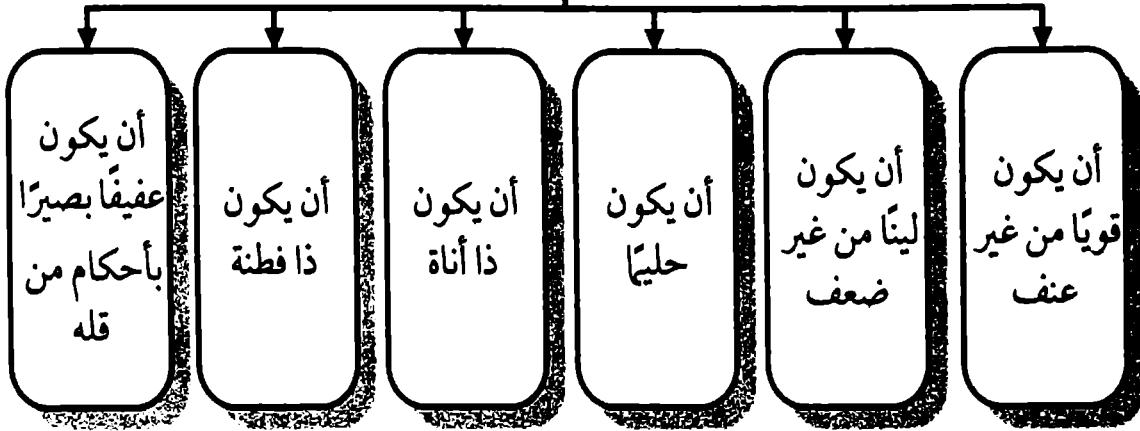 أن يكون
قويًا من غير
عنف
أن يكون
لينًا من غير
ضعف
أن يكون
حليمًا
أن يكون
ذا أناة
أن يكون
ذا فطنة
أن يكون
عفيفًا بصيرًا
بأحكام من
قله